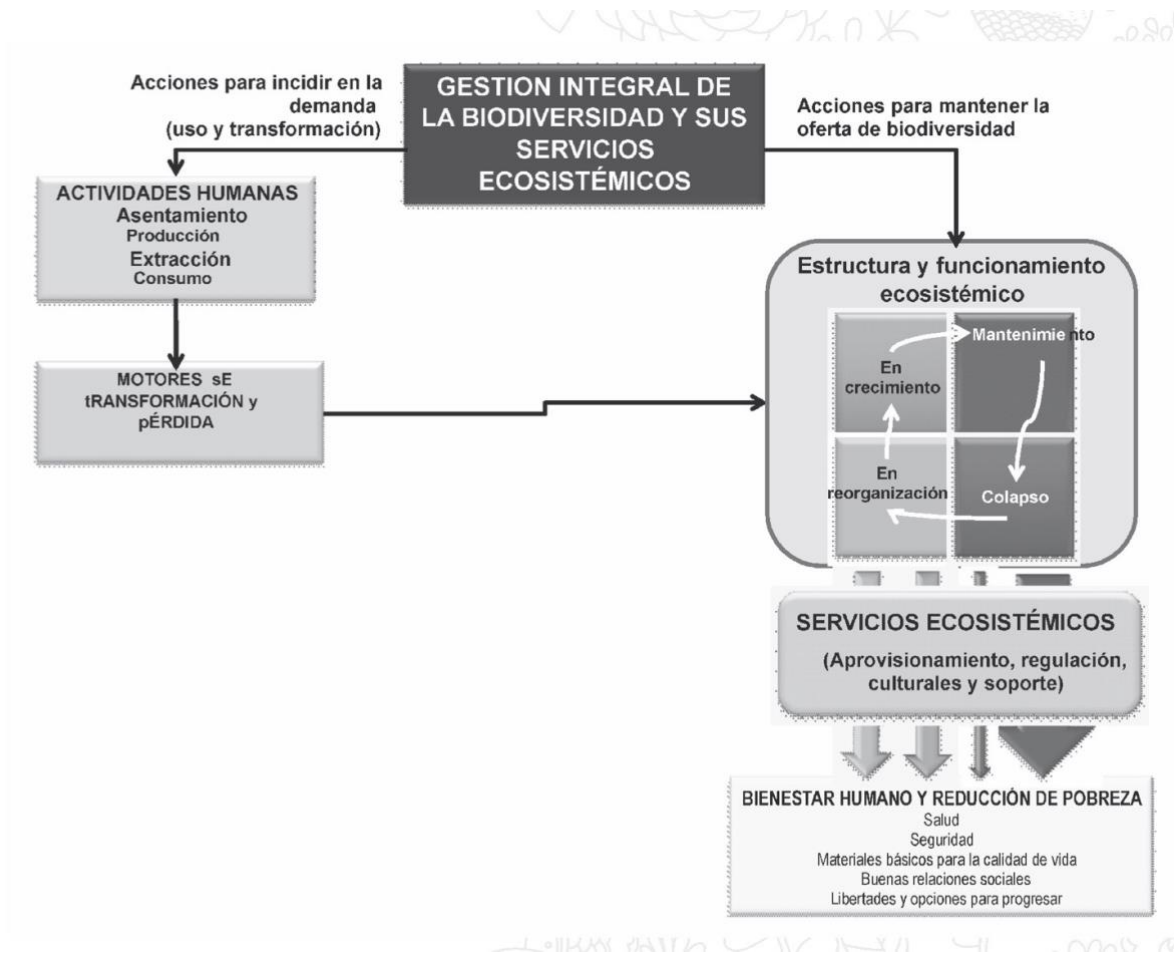 GESTION INTEGRAL DE
LA BIODIVERSIDAD Y SUS
SERVICIOS
ECOSISTÉMICOS
Acciones para incidir en la
demanda
(uso y transformación)
Acciones para mantener la
oferta de biodiversidad
ACTIVIDADES HUMANAS
Asentamiento
Producción
Extracción
Consumo
MOTORES sE
tRANSFORMACIÓN y
pÉRDIDA
Estructura y funcionamiento
ecosistémico
En
crecimiento
Mantenimiento
En
reorganización
Colapso
SERVICIOS ECOSISTÉMICOS
(Aprovisionamiento, regulación,
culturales y soporte)
BIENESTAR HUMANO Y REDUCCIÓN DE POBREZA
Salud
Seguridad
Materiales básicos para la calidad de vida
Buenas relaciones sociales
Libertades y opciones para progresar